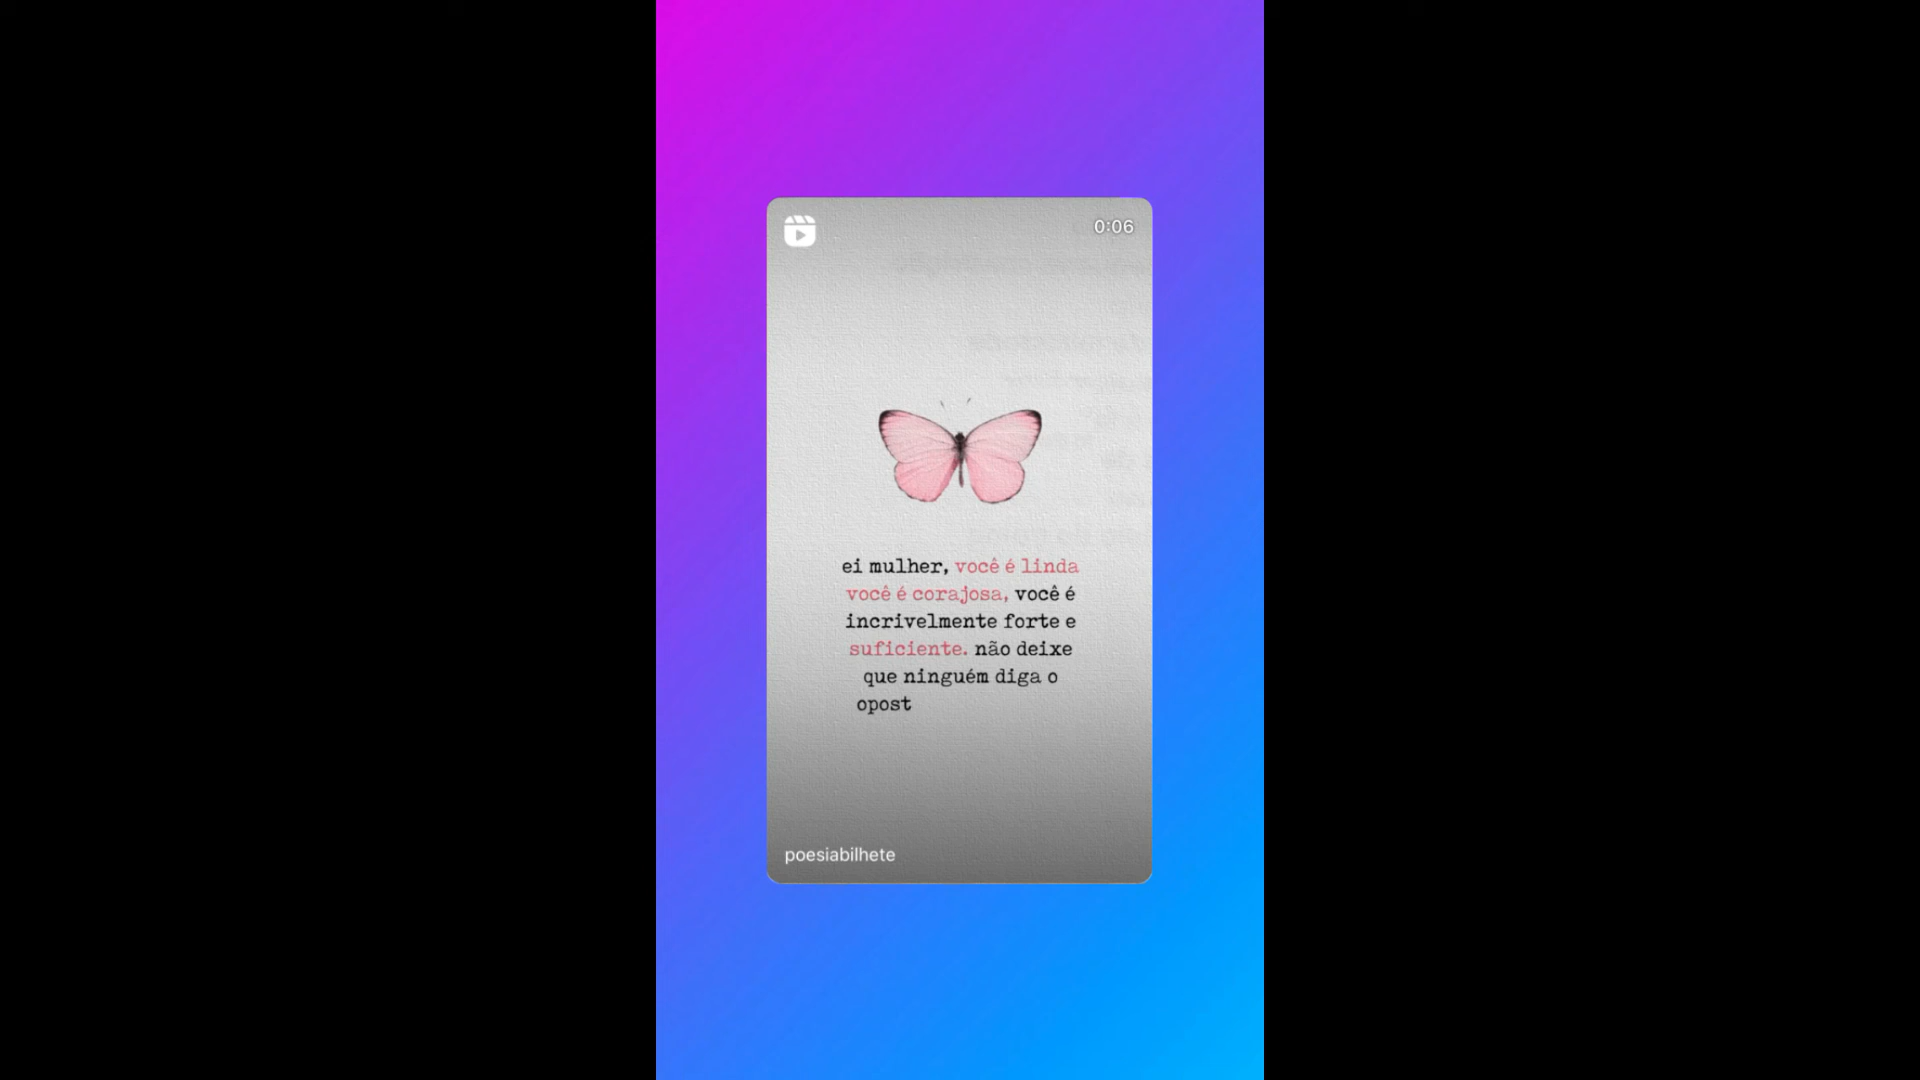 0:06
ei mulher, você é linda
você é corajosa, você é
incrivelmente forte e
suficiente. não deixe
que ninguém diga o
opost
poesiabilhete